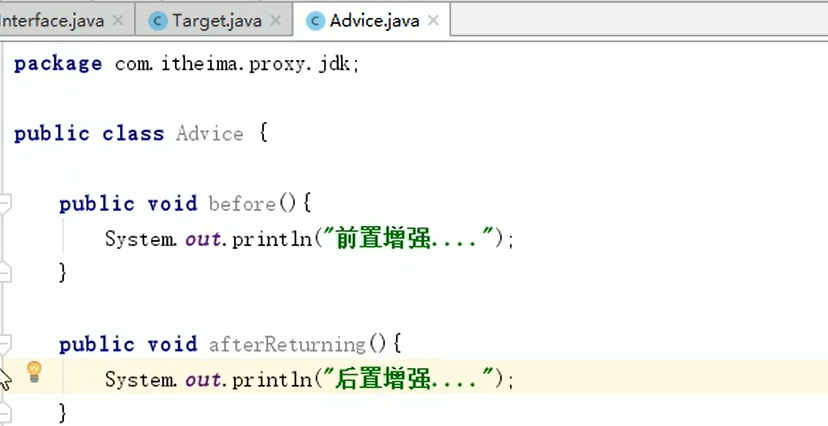 nterface.java × Target.java × Advice.java ×
package com.itheima.proxy.jdk;
public class Advice {
public void before(){
System.out.println("前置增强....");
}
public void afterReturning(){
System.out.println("后置增强....");
}